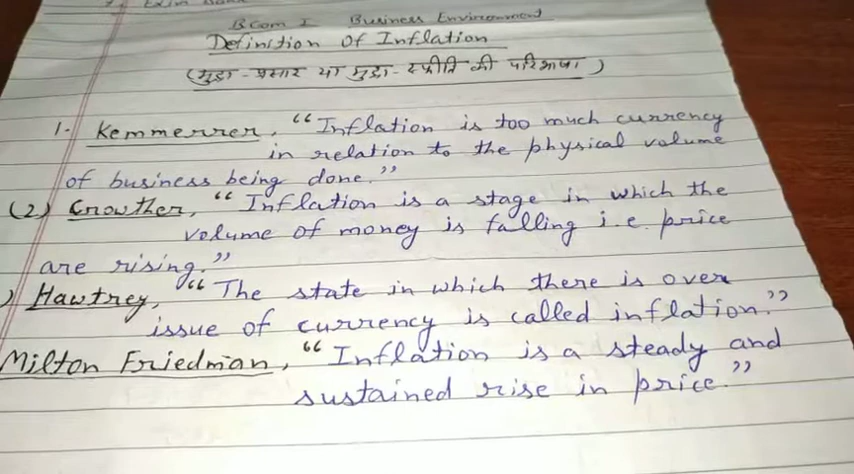 BCom I Business Environment
Definition Of Inflation
(मुद्रा-प्रसार या मुद्रा-स्फीति की परिभाषा)
1. Kemmerrer, “Inflation is too much currency
in relation to the physical volume
of business being done.”
(2) Crowther, “Inflation is a stage in which the
volume of money is falling i.e. price
are rising.”
) Hawtrey, “The state in which there is over
issue of currency is called inflation.”
Milton Friedman, “Inflation is a steady and
sustained rise in price.”